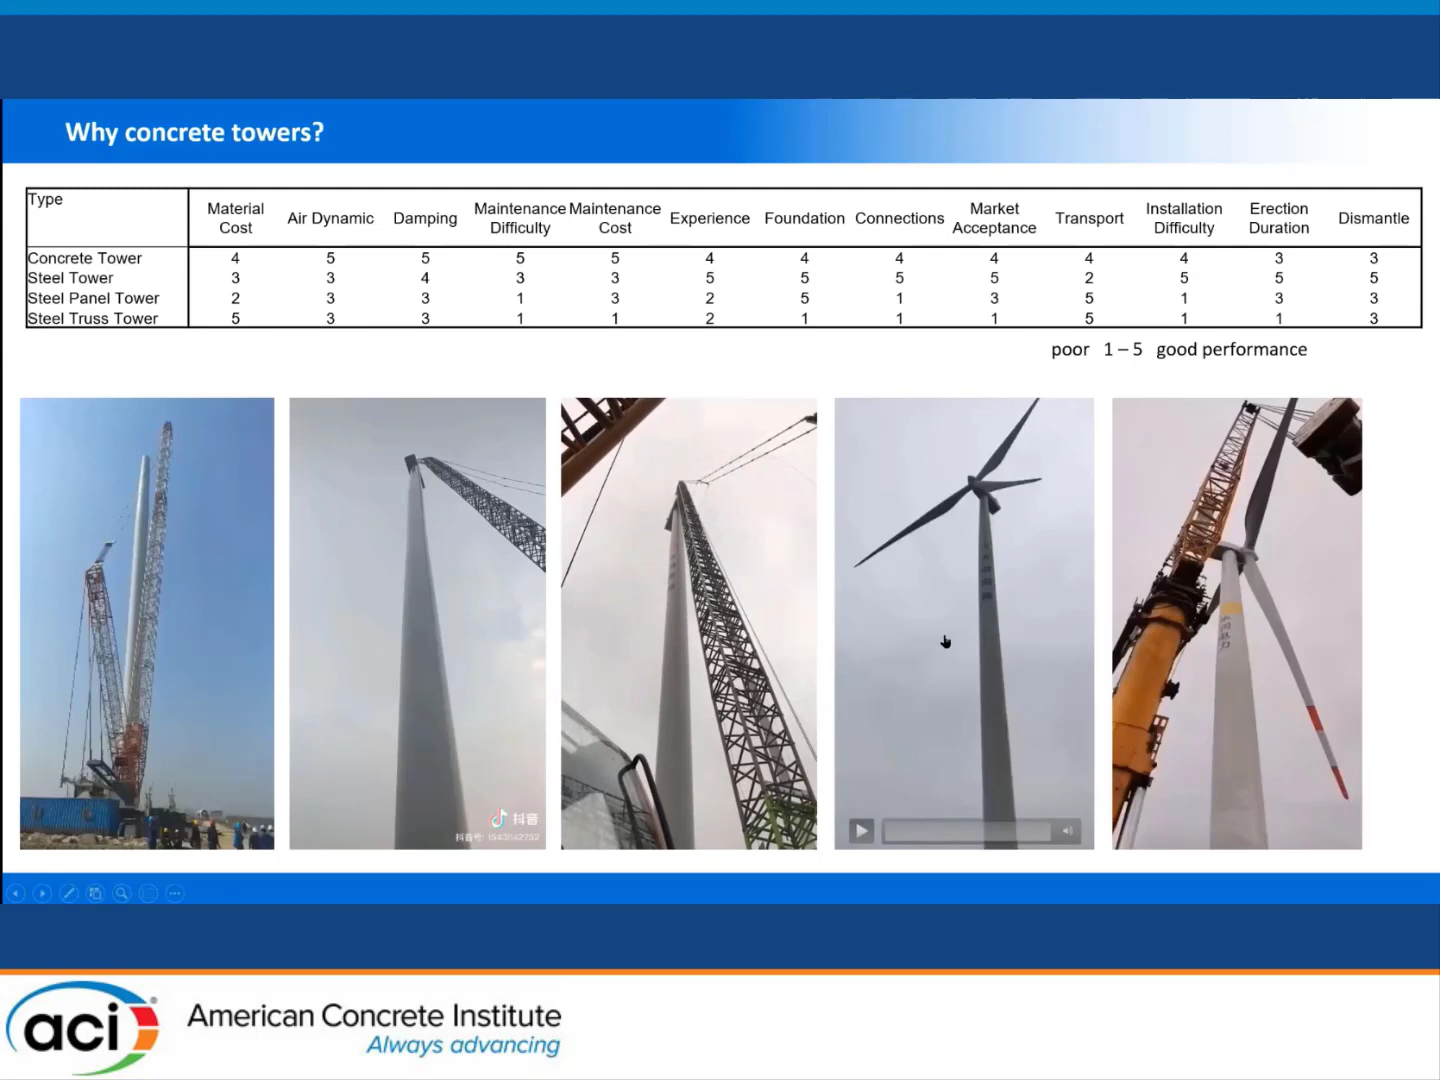 Why concrete towers?
Type Material Cost Air Dynamic Damping Maintenance Difficulty Maintenance Cost Experience Foundation Connections Market Acceptance Transport Installation Difficulty Erection Duration Dismantle
Concrete Tower 4 5 5 5 5 4 4 4 4 4 4 3 3
Steel Tower 3 3 4 3 3 5 5 5 5 2 5 5 5
Steel Panel Tower 2 3 3 1 3 2 5 1 3 5 1 3 3
Steel Truss Tower 5 3 3 1 1 2 1 1 1 5 1 1 3
poor 1 – 5 good performance
抖音
抖音号:
aci
American Concrete Institute
Always advancing